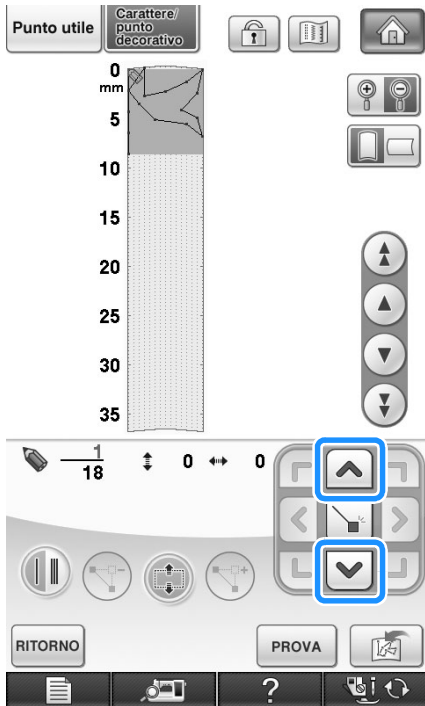 Punto utile
Carattere/
punto
decorativo
0
mm
5
10
15
20
25
30
35
1
18
0
0
RITORNO
PROVA
?